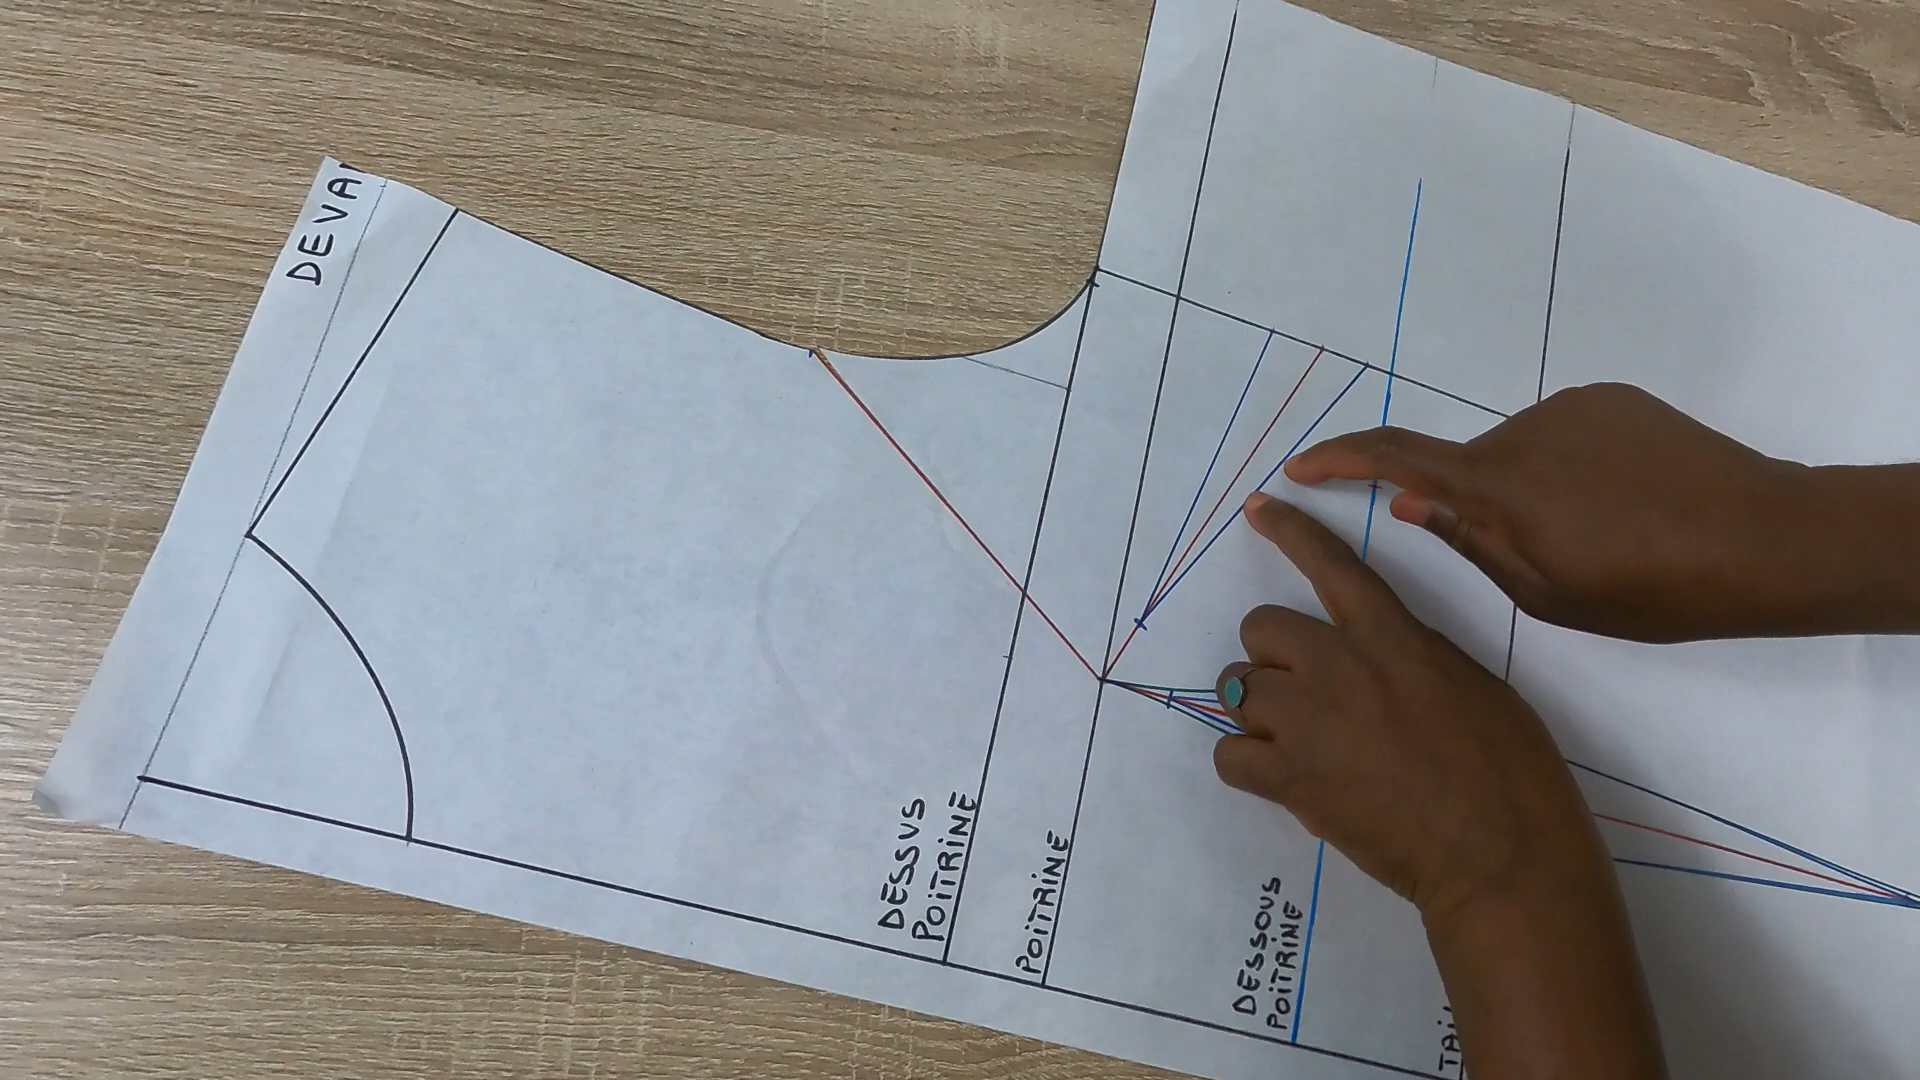 DEVA
DESSUS
POITRINE
POITRINE
DESSOUS
POITRINE